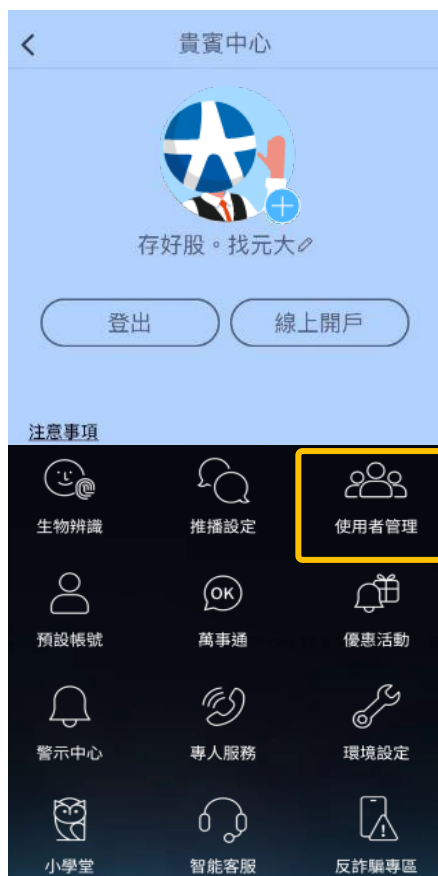 貴賓中心
存好股。找元大
登出
線上開戶
注意事項
生物辨識
推播設定
使用者管理
OK
預設帳號
萬事通
優惠活動
警示中心
專人服務
環境設定
小學堂
智能客服
反詐騙專區